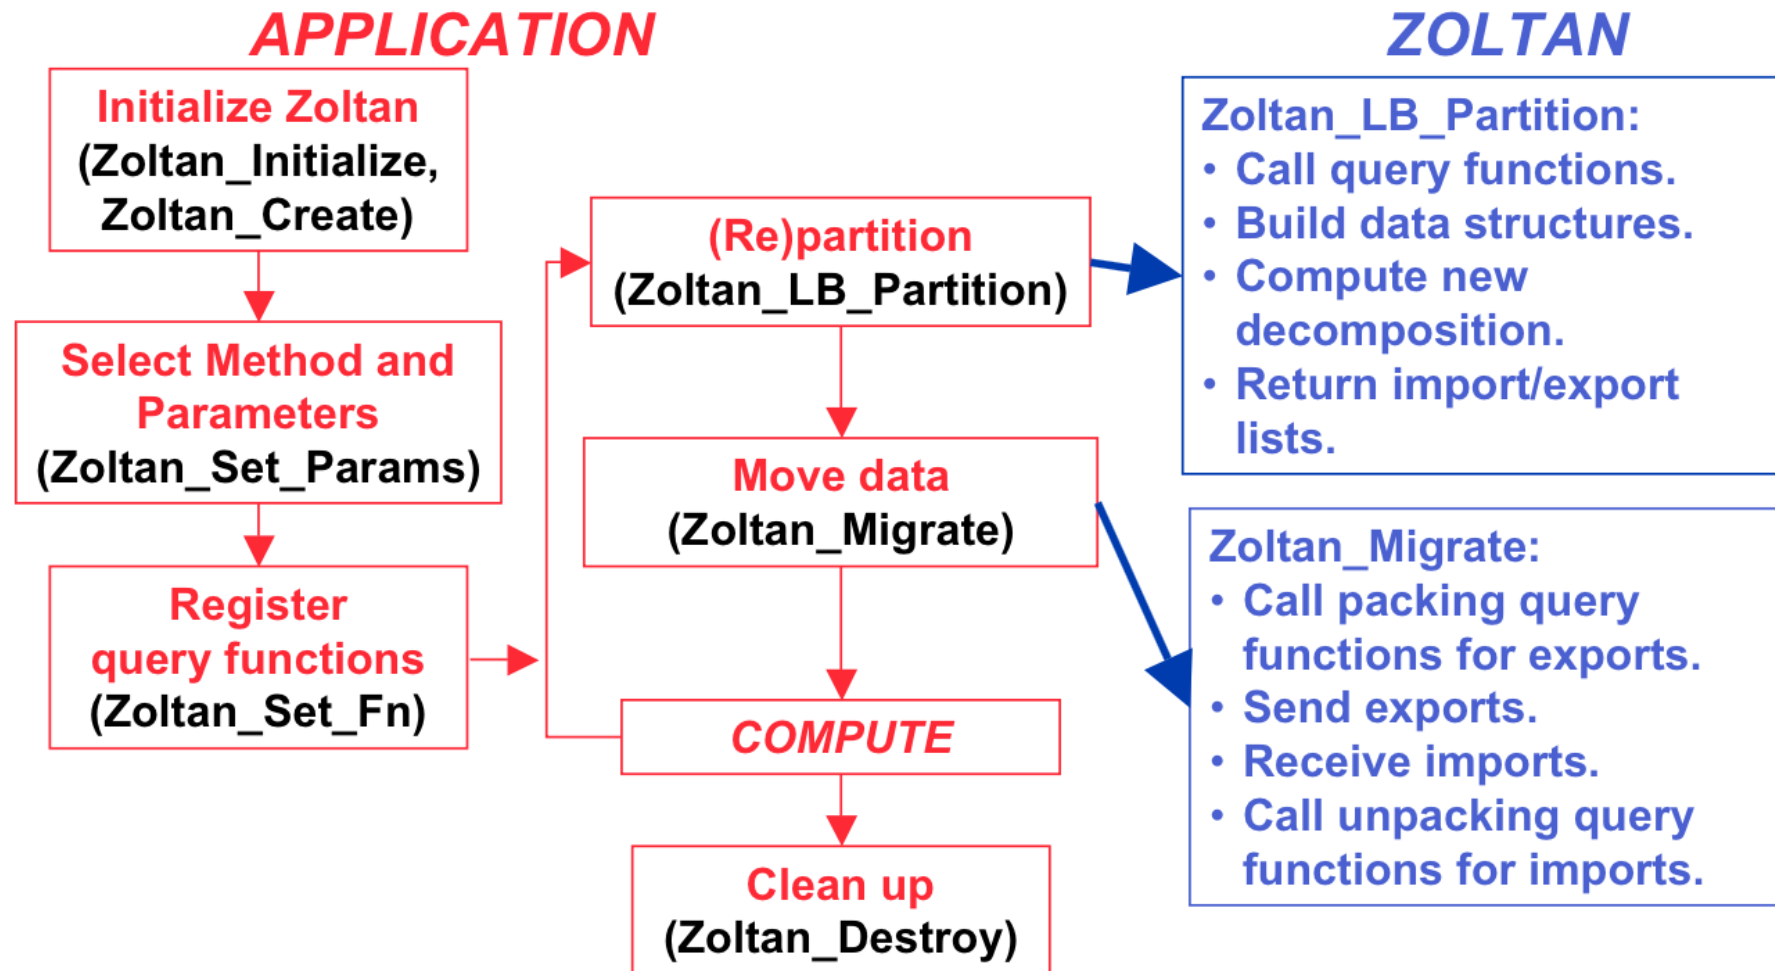 APPLICATION
Initialize Zoltan
(Zoltan_Initialize,
Zoltan_Create)
Select Method and
Parameters
(Zoltan_Set_Params)
Register
query functions
(Zoltan_Set_Fn)
(Re)partition
(Zoltan_LB_Partition)
Move data
(Zoltan_Migrate)
COMPUTE
Clean up
(Zoltan_Destroy)
ZOLTAN
Zoltan_LB_Partition:
• Call query functions.
• Build data structures.
• Compute new
decomposition.
• Return import/export
lists.
Zoltan_Migrate:
• Call packing query
functions for exports.
• Send exports.
• Receive imports.
• Call unpacking query
functions for imports.